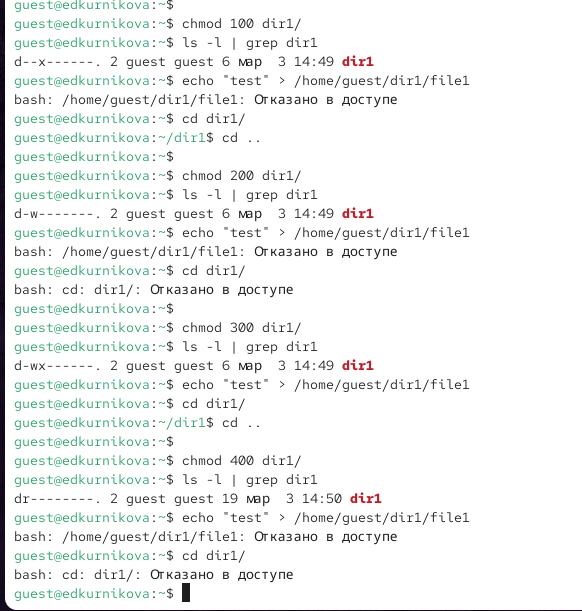 guest@edkurnikova:~$
guest@edkurnikova:~$ chmod 100 dir1/
guest@edkurnikova:~$ ls -l | grep dir1
d--x------. 2 guest guest 6 мар  3 14:49 dir1
guest@edkurnikova:~$ echo "test" > /home/guest/dir1/file1
bash: /home/guest/dir1/file1: Отказано в доступе
guest@edkurnikova:~$ cd dir1/
guest@edkurnikova:~/dir1$ cd ..
guest@edkurnikova:~$
guest@edkurnikova:~$ chmod 200 dir1/
guest@edkurnikova:~$ ls -l | grep dir1
d-w-------. 2 guest guest 6 мар  3 14:49 dir1
guest@edkurnikova:~$ echo "test" > /home/guest/dir1/file1
bash: /home/guest/dir1/file1: Отказано в доступе
guest@edkurnikova:~$ cd dir1/
bash: cd: dir1/: Отказано в доступе
guest@edkurnikova:~$
guest@edkurnikova:~$ chmod 300 dir1/
guest@edkurnikova:~$ ls -l | grep dir1
d-wx------. 2 guest guest 6 мар  3 14:49 dir1
guest@edkurnikova:~$ echo "test" > /home/guest/dir1/file1
guest@edkurnikova:~$ cd dir1/
guest@edkurnikova:~/dir1$ cd ..
guest@edkurnikova:~$
guest@edkurnikova:~$ chmod 400 dir1/
guest@edkurnikova:~$ ls -l | grep dir1
dr--------. 2 guest guest 19 мар  3 14:50 dir1
guest@edkurnikova:~$ echo "test" > /home/guest/dir1/file1
bash: /home/guest/dir1/file1: Отказано в доступе
guest@edkurnikova:~$ cd dir1/
bash: cd: dir1/: Отказано в доступе
guest@edkurnikova:~$